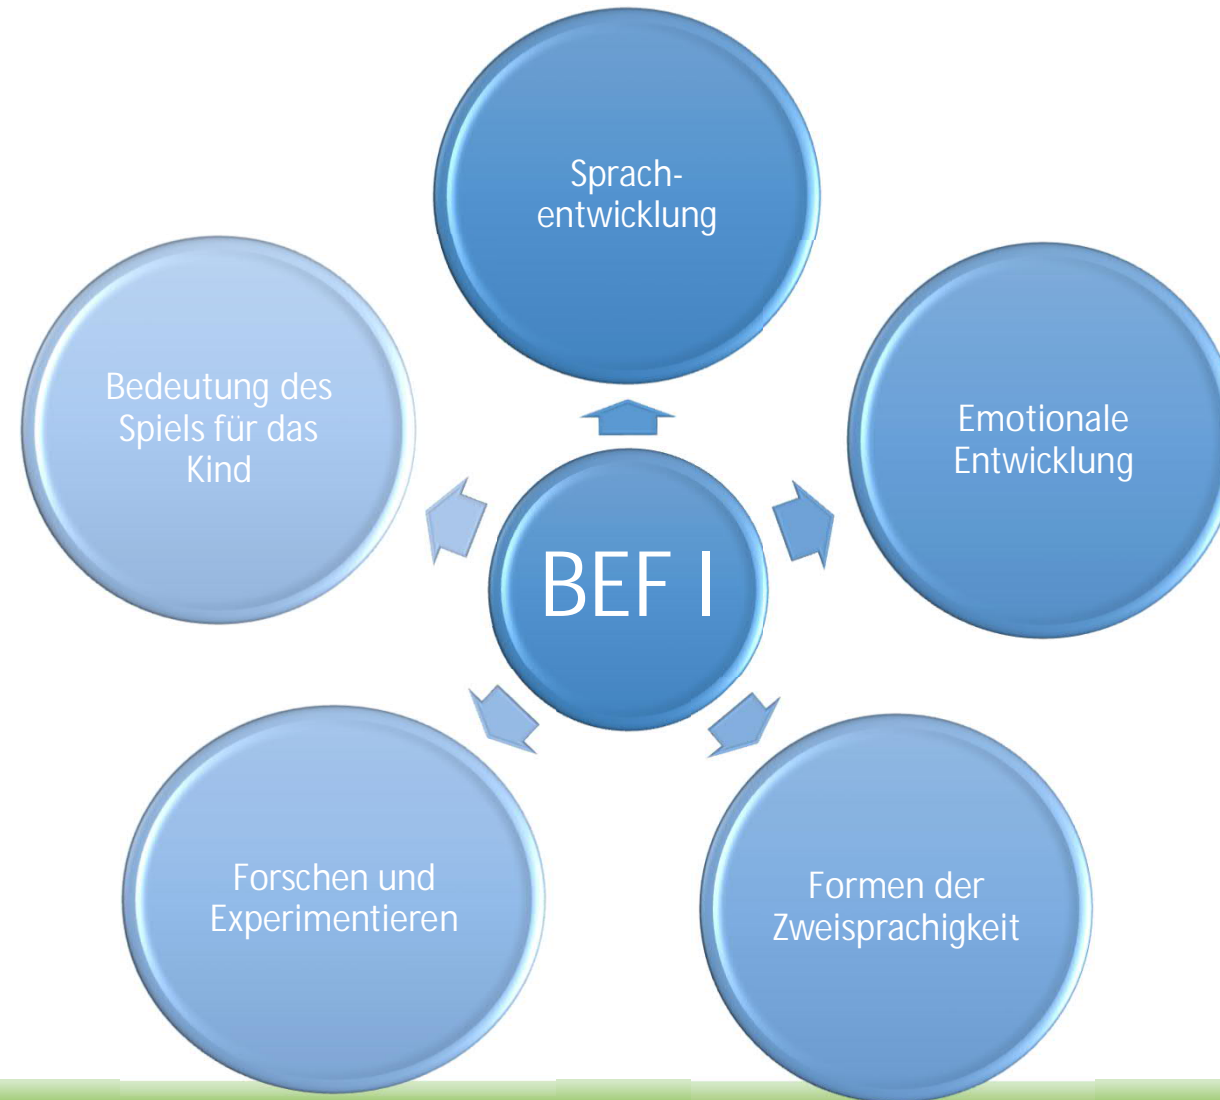 Sprach-
entwicklung
Emotionale
Entwicklung
Formen der
Zweisprachigkeit
Forschen und
Experimentieren
Bedeutung des
Spiels für das
Kind
BEF I